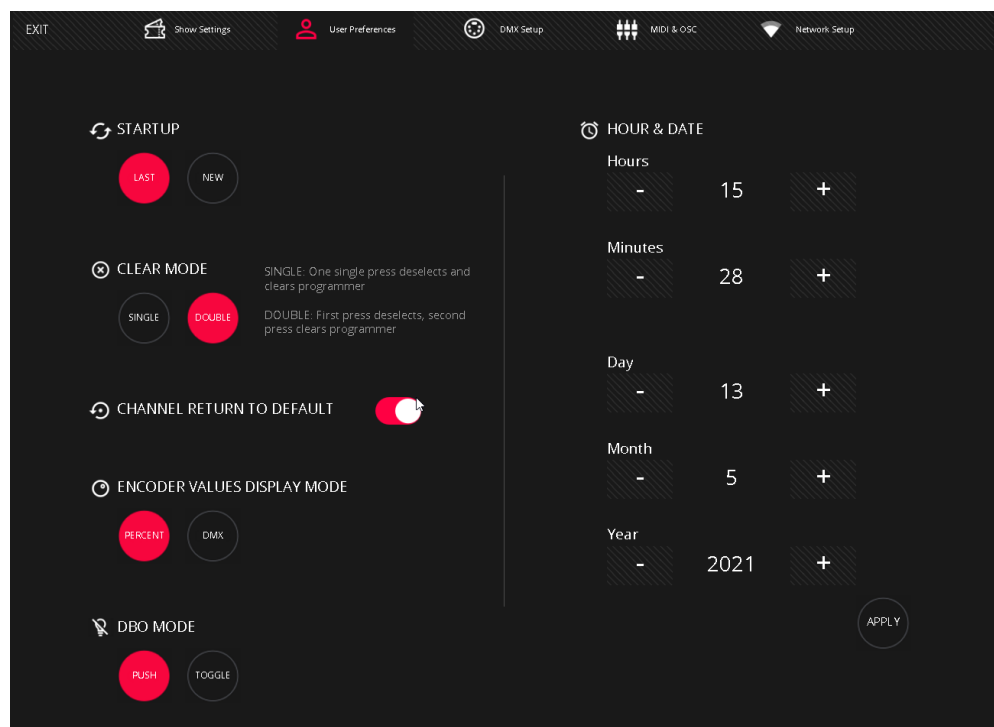 EXIT
Show Settings
User Preferences
DMX Setup
MIDI & OSC
Network Setup
STARTUP
LAST
NEW
CLEAR MODE
SINGLE
DOUBLE
SINGLE: One single press deselects and
clears programmer
DOUBLE: First press deselects, second
press clears programmer
CHANNEL RETURN TO DEFAULT
ENCODER VALUES DISPLAY MODE
PERCENT
DMX
DBO MODE
PUSH
TOGGLE
HOUR & DATE
Hours
- 15 +
Minutes
- 28 +
Day
- 13 +
Month
- 5 +
Year
- 2021 +
APPLY